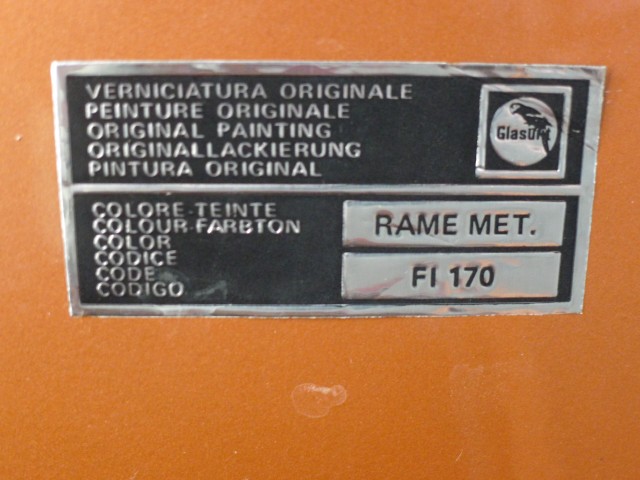 VERNICIATURA ORIGINALE
PEINTURE ORIGINALE
ORIGINAL PAINTING
ORIGINALLACKIERUNG
PINTURA ORIGINAL
Glasurit
COLORE-TEINTE
COLOUR-FARBTON
COLOR
CODICE
CODE
CODIGO
RAME MET.
FI 170